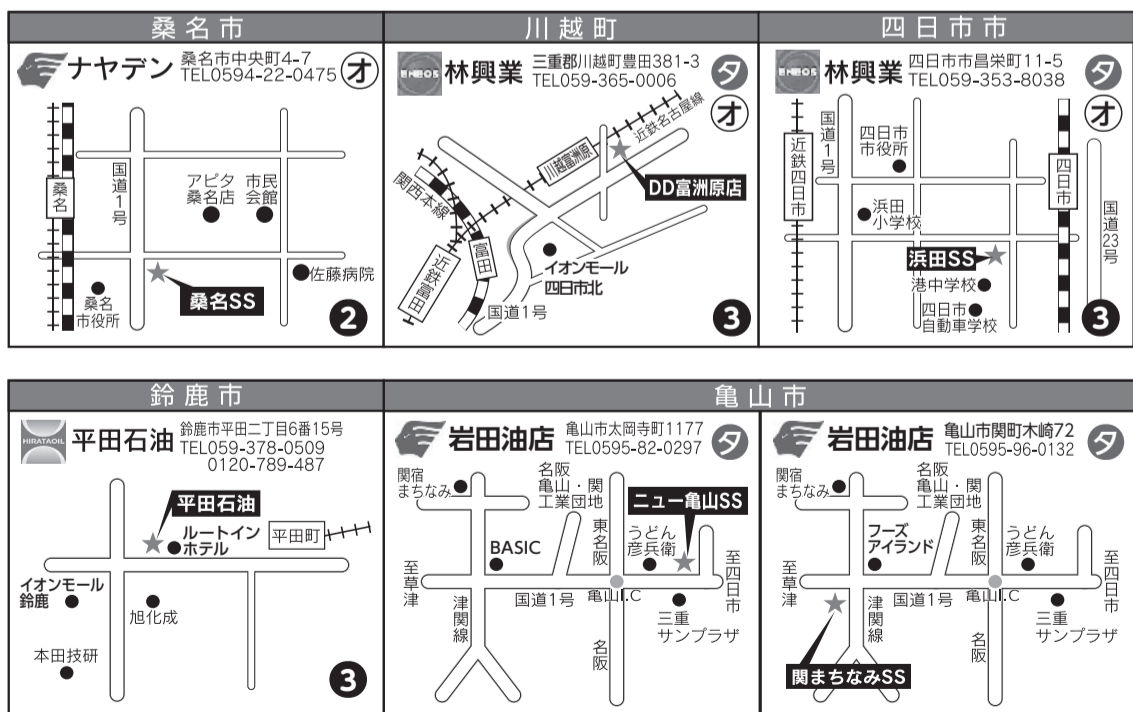 桑名市
ナヤデン
桑名市中央町4-7
TEL0594-22-0475
オ
桑名
国道1号
アピタ
桑名店
市民
会館
桑名
市役所
桑名SS
佐藤病院
2
川越町
ENEOS
林興業
三重郡川越町豊田381-3
TEL059-365-0006
タ
近鉄名古屋線
川越富洲原
DD富洲原店
関西本線
富田
近鉄富田
イオンモール
四日市北
国道1号
3
四日市市
ENEOS
林興業
四日市市昌栄町11-5
TEL059-353-8038
タ
オ
近鉄四日市
国道1号
四日市
市役所
四日市
浜田
小学校
国道23号
浜田SS
港中学校
四日市
自動車学校
3
鈴鹿市
HIRATAOIL
平田石油
鈴鹿市平田二丁目6番15号
TEL059-378-0509
0120-789-487
平田石油
ルートイン
ホテル
平田町
イオンモール
鈴鹿
旭化成
本田技研
3
亀山市
岩田油店
亀山市太岡寺町1177
TEL0595-82-0297
タ
関宿
まちなみ
名阪
亀山・関
工業団地
名阪
ニュー亀山SS
東名阪
BASIC
うどん
彦兵衛
至草津
至四日市
津関線
国道1号
亀山I.C
三重
サンプラザ
名阪
岩田油店
亀山市関町木崎72
TEL0595-96-0132
タ
関宿
まちなみ
名阪
亀山・関
工業団地
東名阪
フーズ
アイランド
うどん
彦兵衛
至草津
至四日市
津関線
国道1号
亀山I.C
三重
サンプラザ
名阪
関まちなみSS